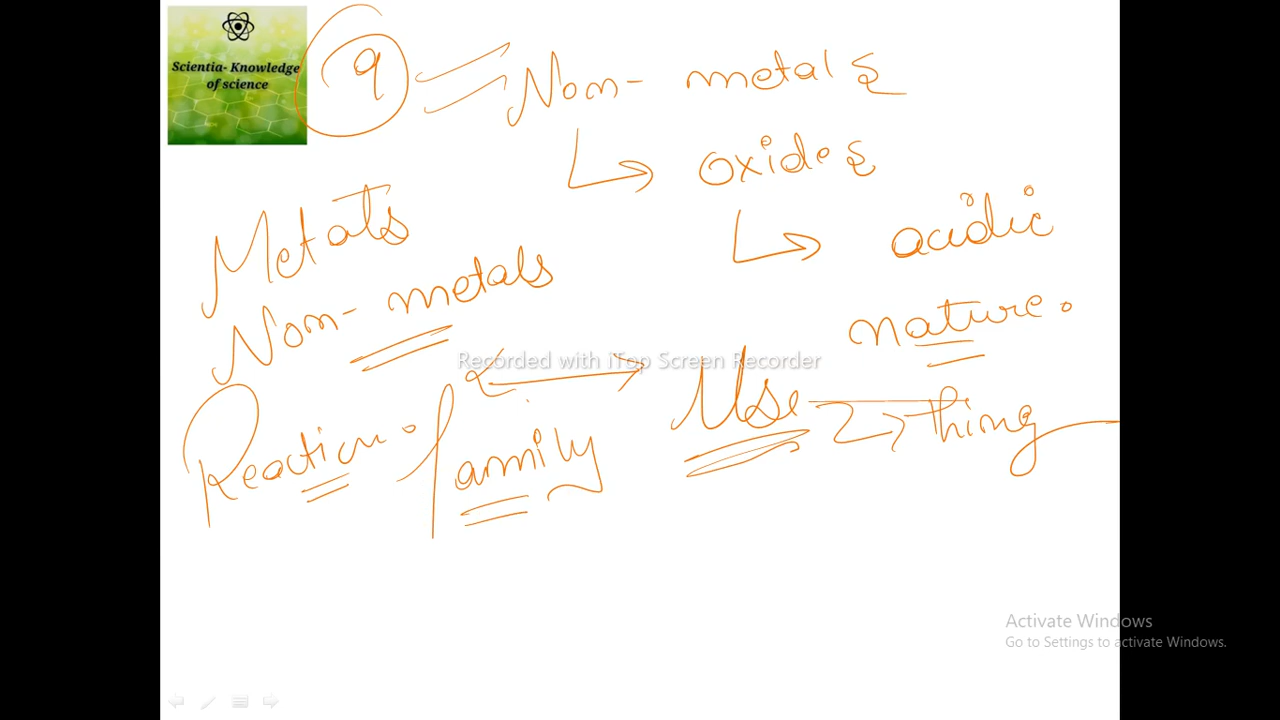 Scientia- Knowledge
of science
9
Non- metals
oxides
acidic
nature.
Metals
Non-metals
Recorded with iTop Screen Recorder
Reaction.
family
Use
thing
Activate Windows
Go to Settings to activate Windows.